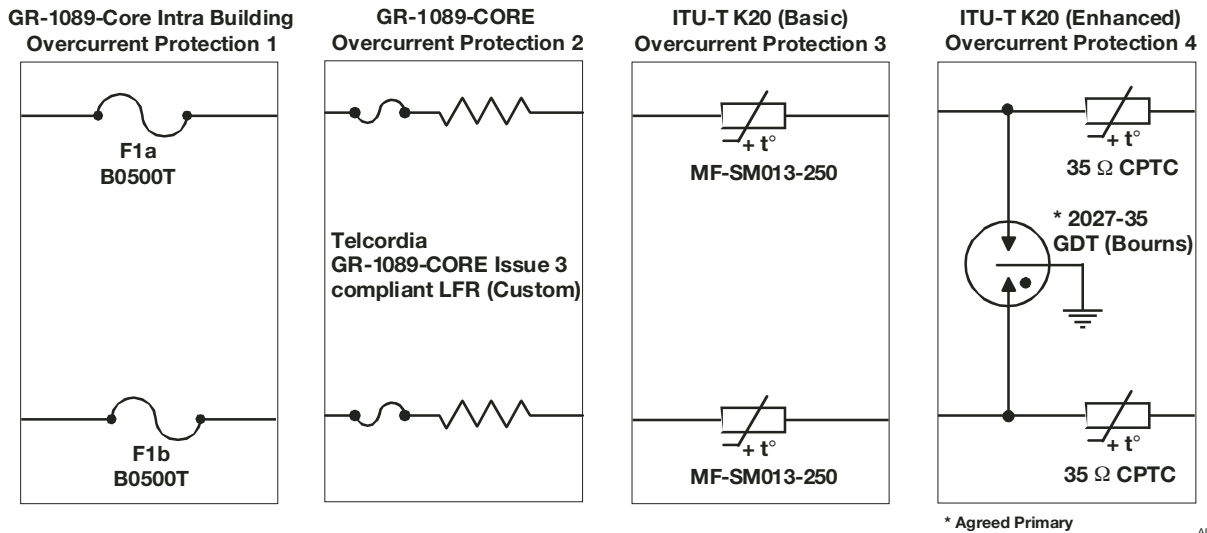 GR-1089-Core Intra Building
Overcurrent Protection 1
F1a
B0500T
F1b
B0500T
GR-1089-CORE
Overcurrent Protection 2
Telcordia
GR-1089-CORE Issue 3
compliant LFR (Custom)
ITU-T K20 (Basic)
Overcurrent Protection 3
+ t°
MF-SM013-250
+ t°
MF-SM013-250
ITU-T K20 (Enhanced)
Overcurrent Protection 4
+ t°
35 Ω CPTC
* 2027-35
GDT (Bourns)
+ t°
35 Ω CPTC
* Agreed Primary